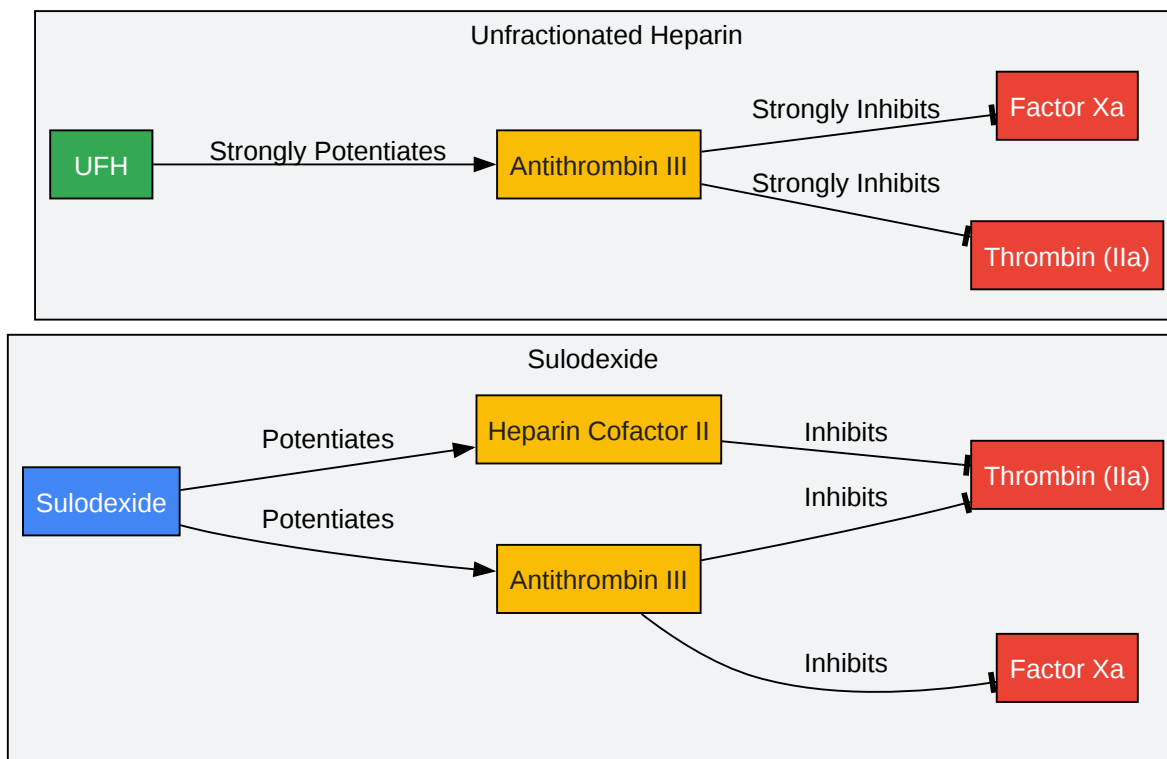 Unfractionated Heparin
UFH
Strongly Potentiates
Antithrombin III
Strongly Inhibits
Factor Xa
Strongly Inhibits
Thrombin (IIa)
Sulodexide
Sulodexide
Potentiates
Heparin Cofactor II
Inhibits
Thrombin (IIa)
Potentiates
Antithrombin III
Inhibits
Inhibits
Factor Xa